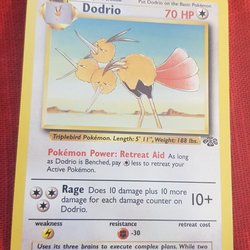 Put Dodrio on the Basic Pokémon
Dodrio 70 HP
Triplebird Pokémon. Length: 5' 11", Weight: 188 lbs.
Pokémon Power: Retreat Aid As long
as Dodrio is Benched, pay less to retreat your
Active Pokémon.
Rage Does 10 damage plus 10 more
damage for each damage counter on
Dodrio.
10+
weakness resistance retreat cost
-30
Uses its three brains to execute complex plans. While two